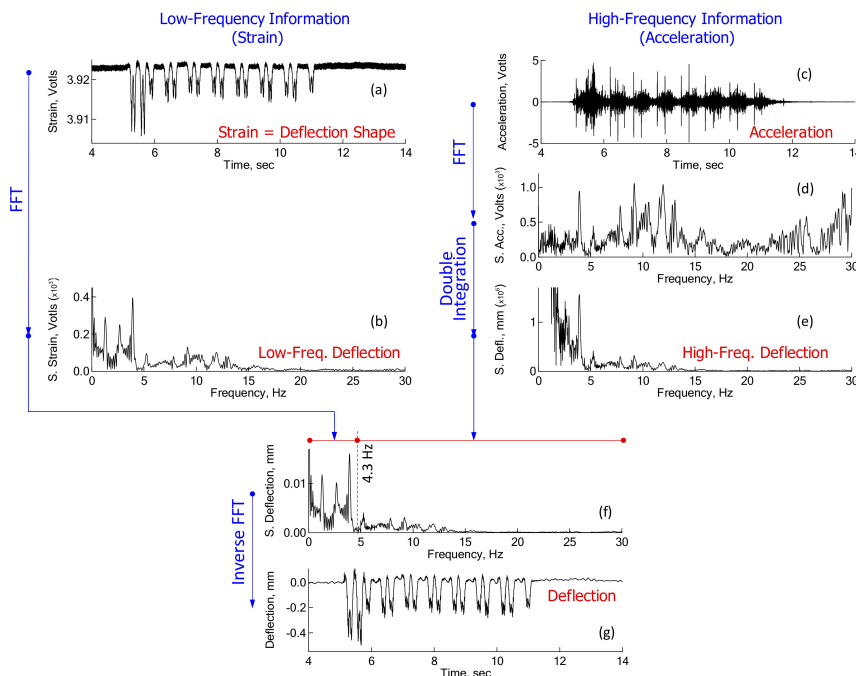 Low-Frequency Information
(Strain)
High-Frequency Information
(Acceleration)
Strain, Votls
3.92
3.91
(a)
Strain = Deflection Shape
4 6 8 10 12 14
Time, sec
Acceleration, Volts
5
0
-5
(c)
Acceleration
4 6 8 10 12 14
Time, sec
FFT
FFT
S. Acc., Volts (x10³)
1.0
0.5
0.0
(d)
0 5 10 15 20 25 30
Frequency, Hz
Double
Integration
S. Strain, Votls (x10³)
0.4
0.2
0.0
(b)
Low-Freq. Deflection
0 5 10 15 20 25 30
Frequency, Hz
S. Defl., mm (x10⁶)
1
0
(e)
High-Freq. Deflection
0 5 10 15 20 25 30
Frequency, Hz
4.3 Hz
S. Deflection, mm
0.01
0.00
(f)
0 5 10 15 20 25 30
Frequency, Hz
Inverse FFT
Deflection, mm
0.0
-0.2
-0.4
Deflection
(g)
4 6 8 10 12 14
Time, sec